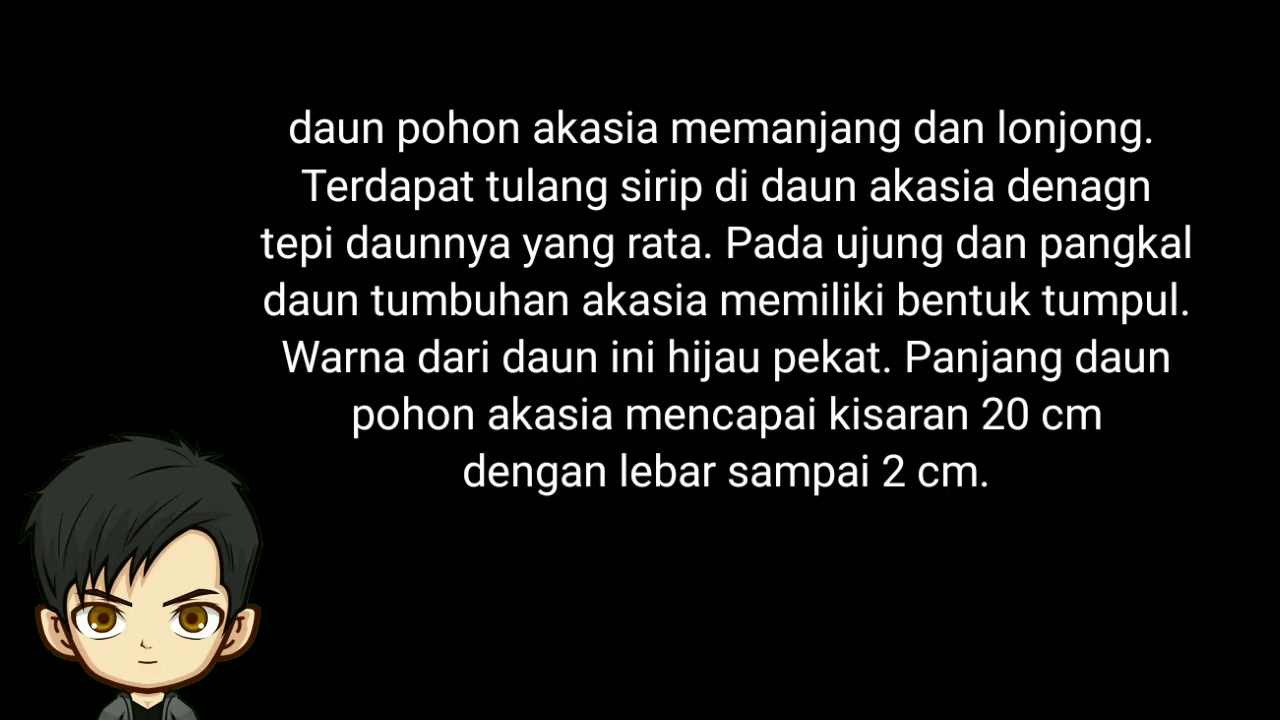 daun pohon akasia memanjang dan lonjong.
Terdapat tulang sirip di daun akasia denagn
tepi daunnya yang rata. Pada ujung dan pangkal
daun tumbuhan akasia memiliki bentuk tumpul.
Warna dari daun ini hijau pekat. Panjang daun
pohon akasia mencapai kisaran 20 cm
dengan lebar sampai 2 cm.